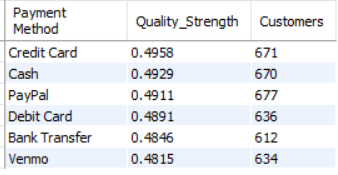 Payment
Method Quality_Strength Customers
Credit Card 0.4958 671
Cash 0.4929 670
PayPal 0.4911 677
Debit Card 0.4891 636
Bank Transfer 0.4846 612
Venmo 0.4815 634